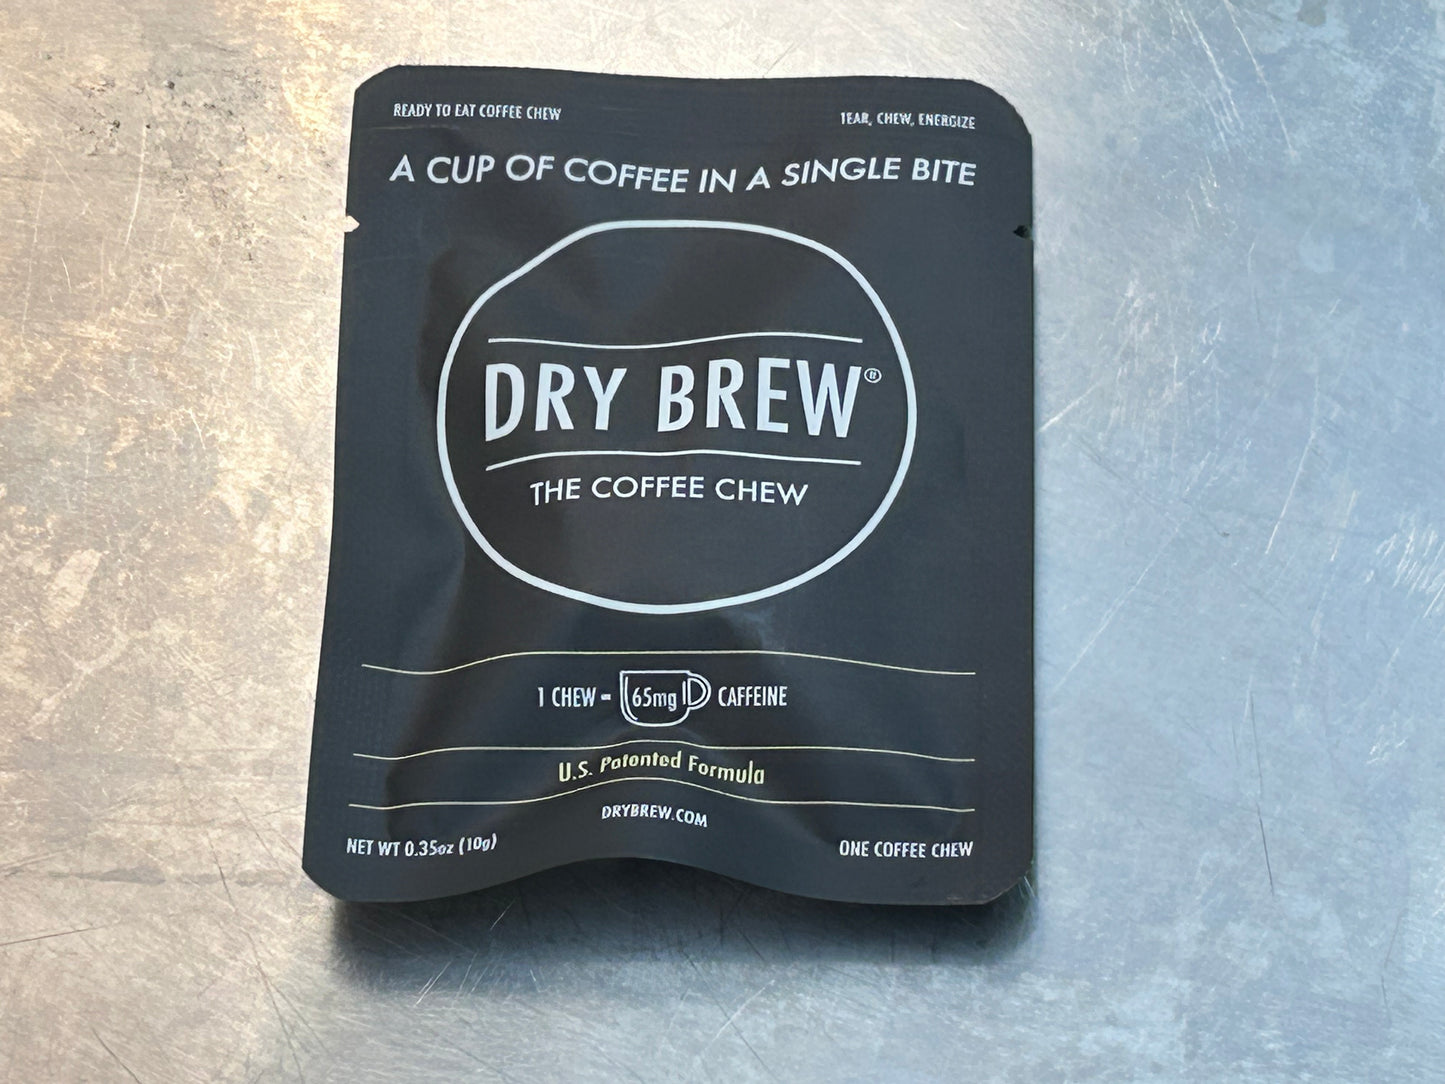 READY TO EAT COFFEE CHEW
TEAR, CHEW, ENERGIZE
A CUP OF COFFEE IN A SINGLE BITE
DRY BREW®
THE COFFEE CHEW
1 CHEW = 65mg CAFFEINE
U.S. Patented Formula
DRYBREW.COM
NET WT 0.35oz (10g)
ONE COFFEE CHEW